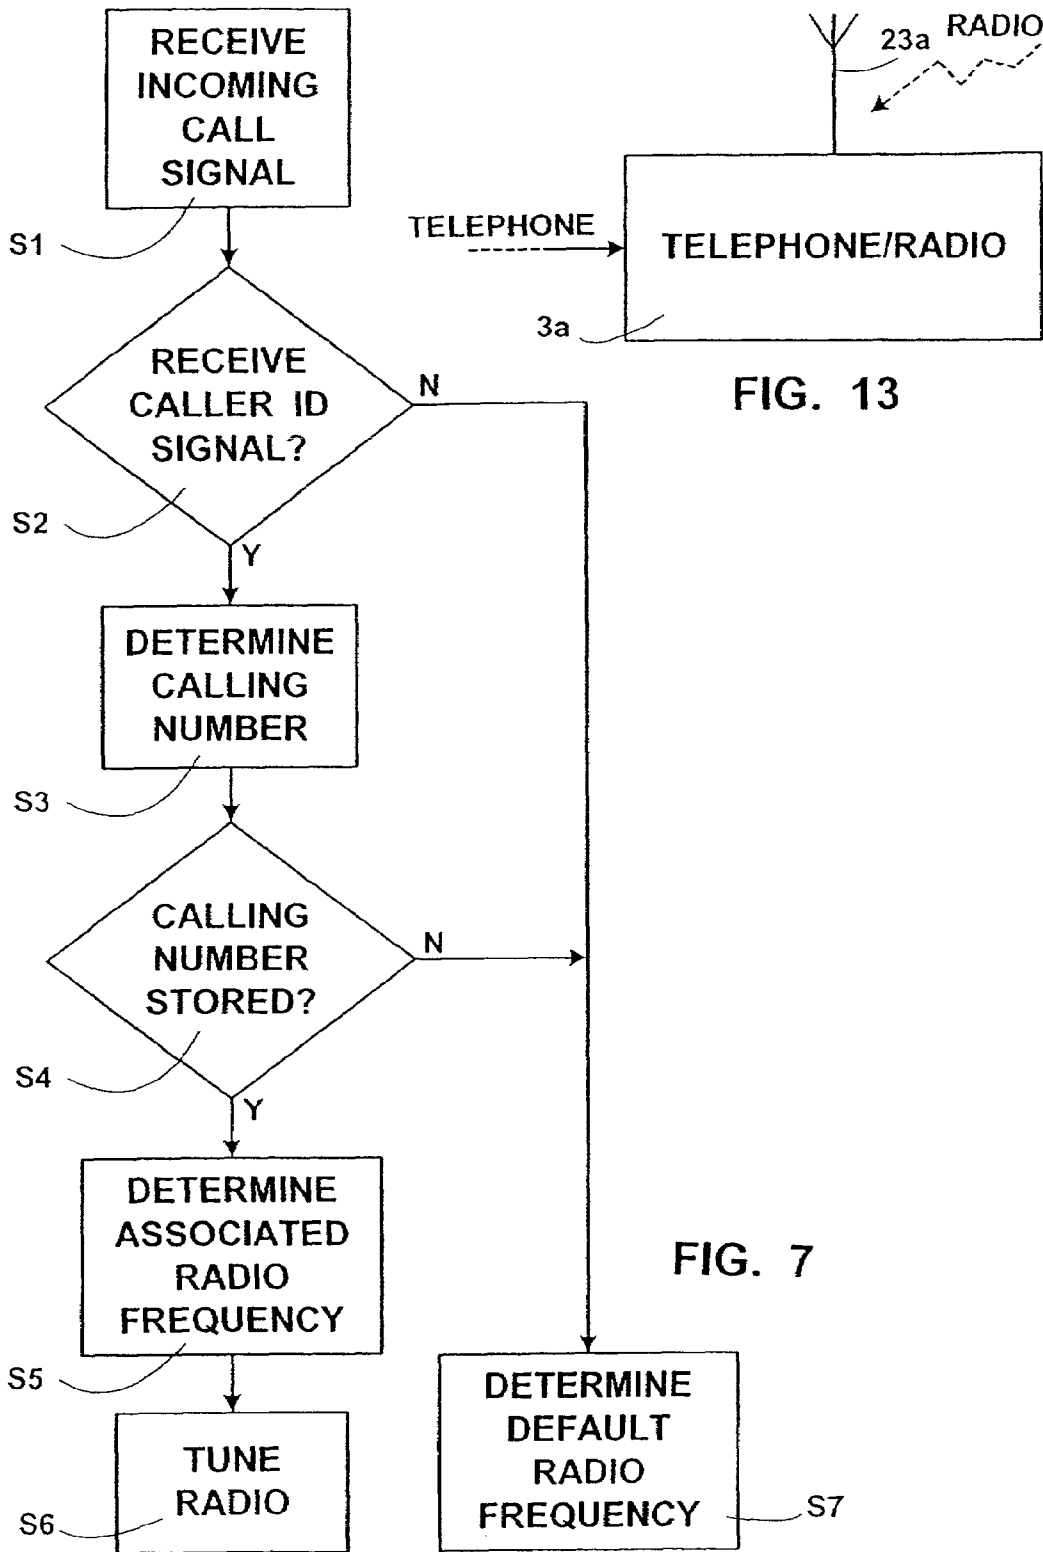 RECEIVE
INCOMING
CALL
SIGNAL
S1
RECEIVE
CALLER ID
SIGNAL?
N
S2
Y
DETERMINE
CALLING
NUMBER
S3
CALLING
NUMBER
STORED?
N
S4
Y
DETERMINE
ASSOCIATED
RADIO
FREQUENCY
S5
TUNE
RADIO
S6
DETERMINE
DEFAULT
RADIO
FREQUENCY
S7
FIG. 7
23a
RADIO
TELEPHONE
TELEPHONE/RADIO
3a
FIG. 13